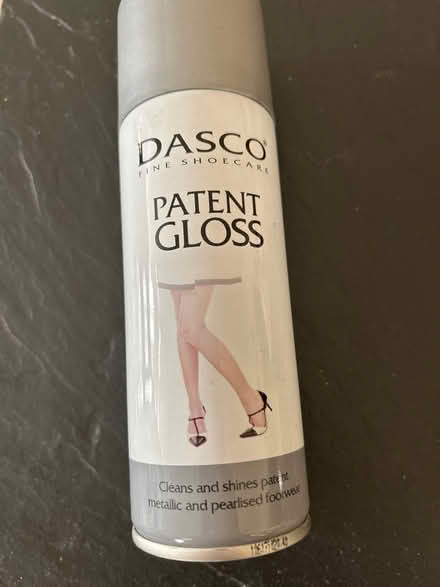 DASCO®
FINE SHOECARE
PATENT
GLOSS
Cleans and shines patent
metallic and pearlised footwear